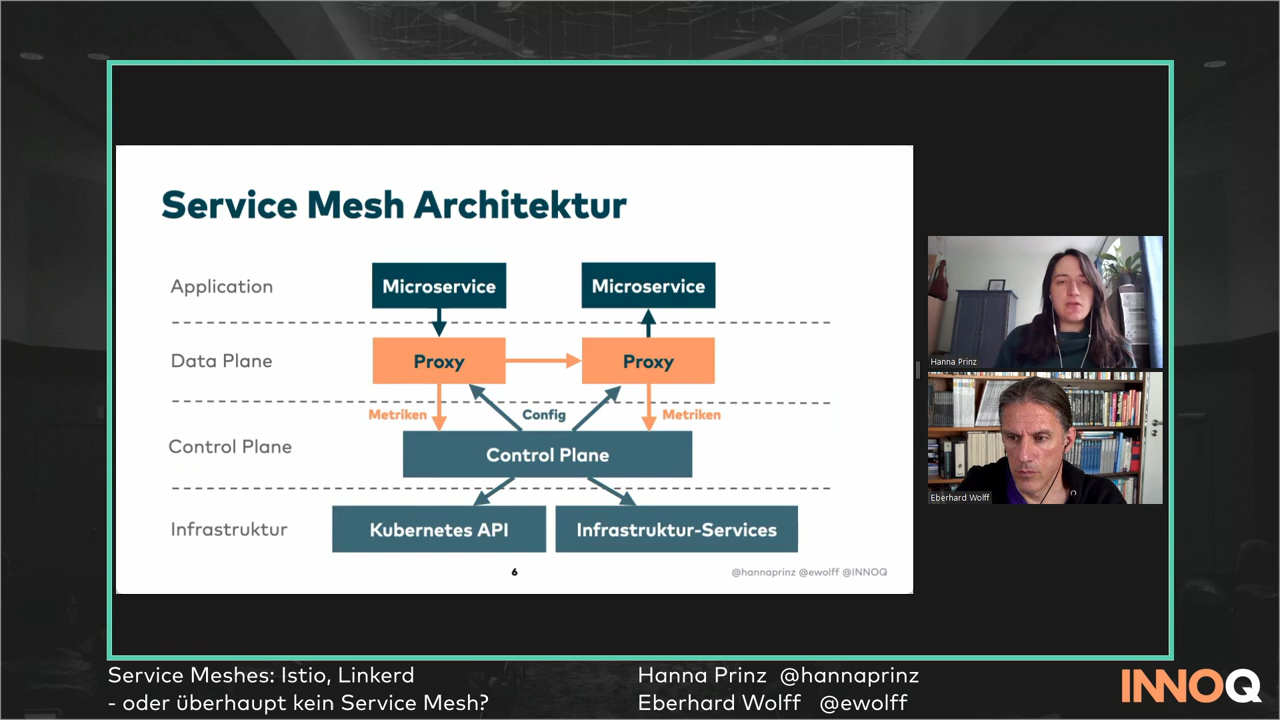 Service Mesh Architektur
Application
Microservice
Microservice
Data Plane
Proxy
Proxy
Metriken
Config
Metriken
Control Plane
Control Plane
Infrastruktur
Kubernetes API
Infrastruktur-Services
6
@hannaprinz @ewolff @INNOQ
Hanna Prinz
Eberhard Wolff
Service Meshes: Istio, Linkerd
- oder überhaupt kein Service Mesh?
Hanna Prinz @hannaprinz
Eberhard Wolff @ewolff
INNOQ